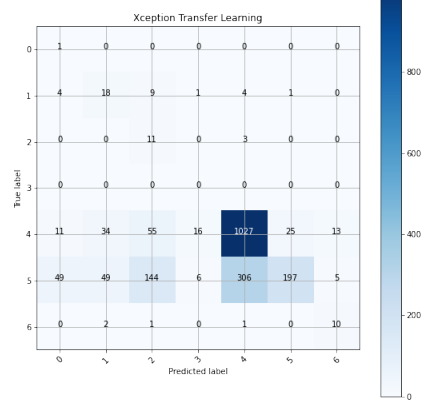 Xception Transfer Learning
0 1 0 0 0 0 0 0
1 4 18 9 1 4 1 0
2 0 0 11 0 3 0 0
3 0 0 0 0 0 0 0
4 11 34 55 16 1027 25 13
5 49 49 144 6 306 197 5
6 0 2 1 0 1 0 10
0 1 2 3 4 5 6
True label
Predicted label
800
600
400
200
0